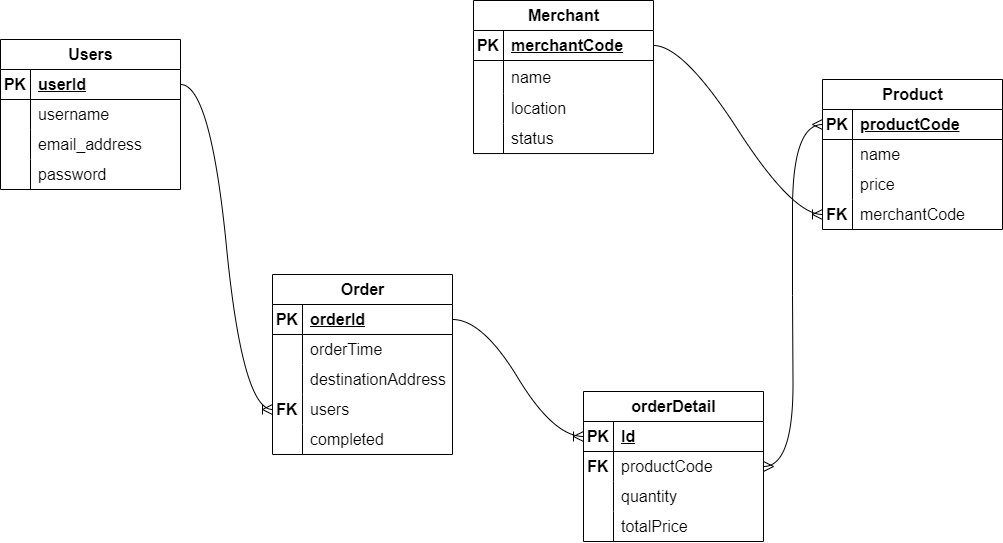 Users
PK userId
username
email_address
password
Merchant
PK merchantCode
name
location
status
Product
PK productCode
name
price
FK merchantCode
Order
PK orderId
orderTime
destinationAddress
FK users
completed
orderDetail
PK Id
FK productCode
quantity
totalPrice